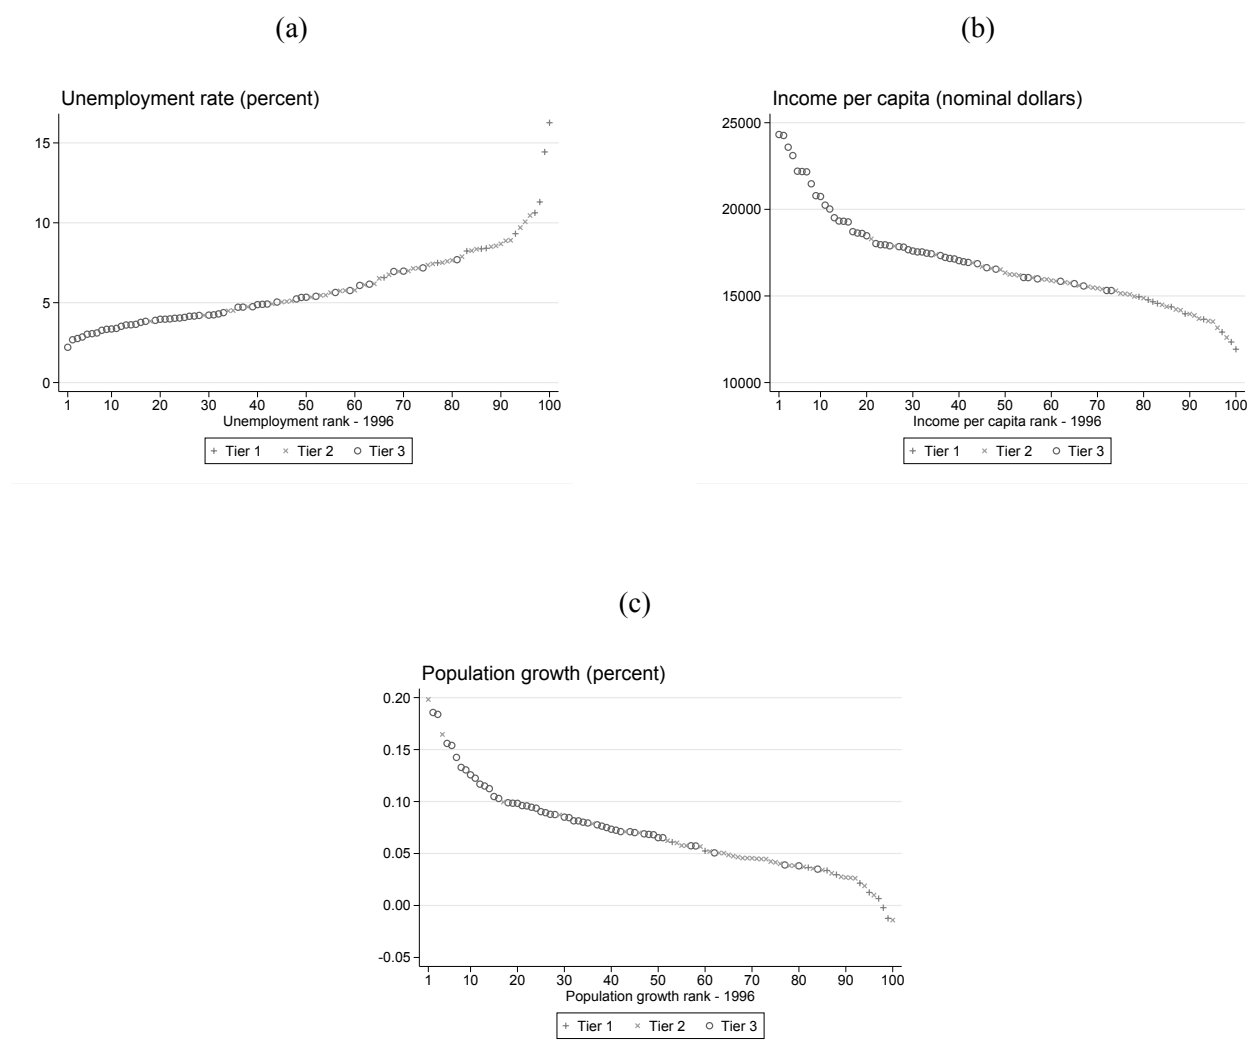 (a)
Unemployment rate (percent)
15
10
5
0
1 10 20 30 40 50 60 70 80 90 100
Unemployment rank - 1996
+ Tier 1 × Tier 2 o Tier 3
(b)
Income per capita (nominal dollars)
25000
20000
15000
10000
1 10 20 30 40 50 60 70 80 90 100
Income per capita rank - 1996
+ Tier 1 × Tier 2 o Tier 3
(c)
Population growth (percent)
0.20
0.15
0.10
0.05
0.00
-0.05
1 10 20 30 40 50 60 70 80 90 100
Population growth rank - 1996
+ Tier 1 × Tier 2 o Tier 3